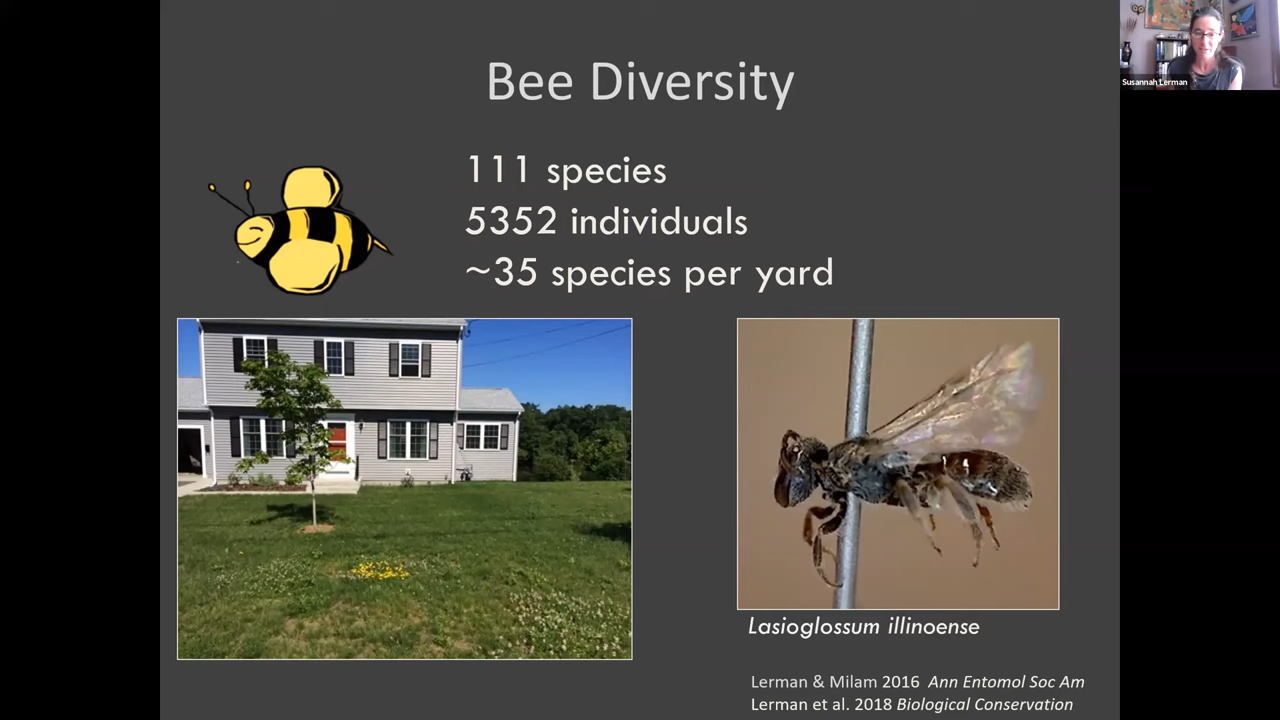 Bee Diversity
111 species
5352 individuals
~35 species per yard
Lasioglossum illinoense
Lerman & Milam 2016 Ann Entomol Soc Am
Lerman et al. 2018 Biological Conservation
Susannah Lerman